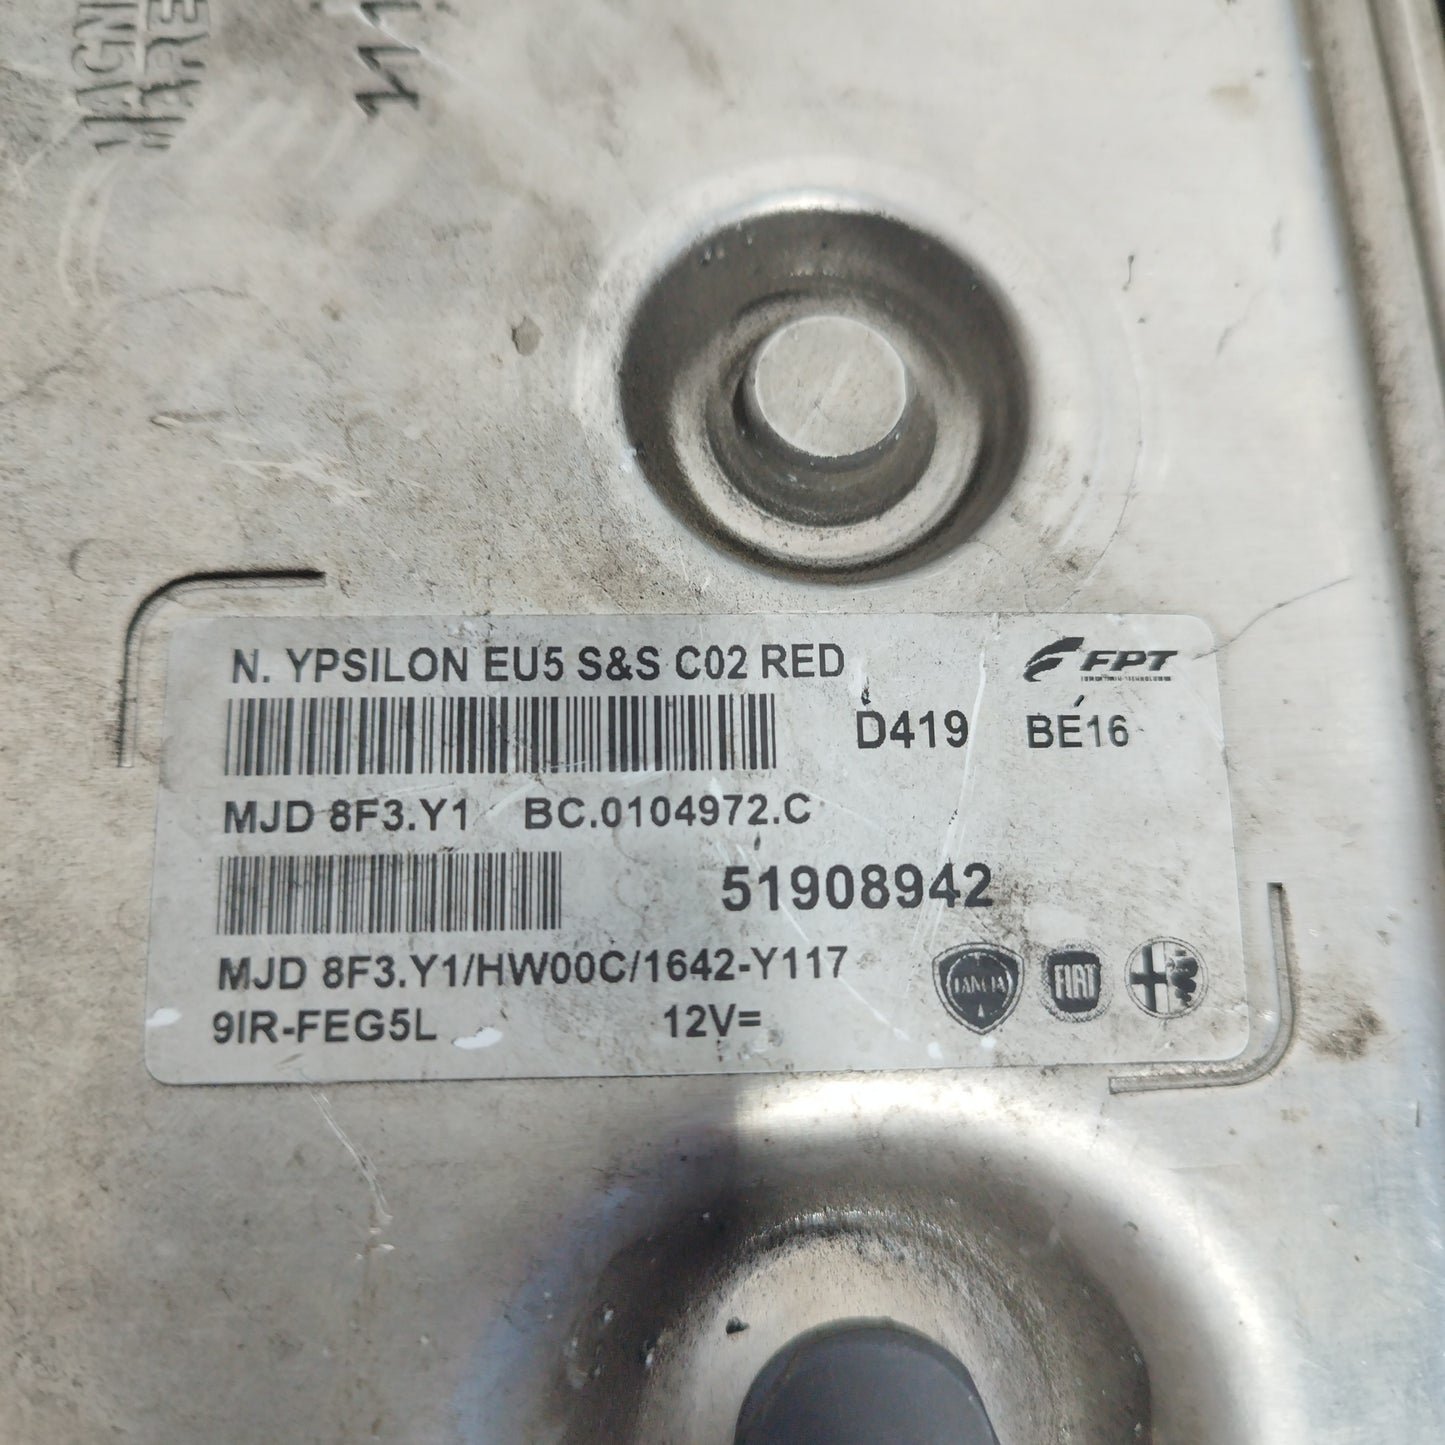 N. YPSILON EU5 S&S C02 RED
FPT
D419 BE16
MJD 8F3.Y1 BC.0104972.C
51908942
MJD 8F3.Y1/HW00C/1642-Y117
LANCIA FIAT
9IR-FEG5L 12V=